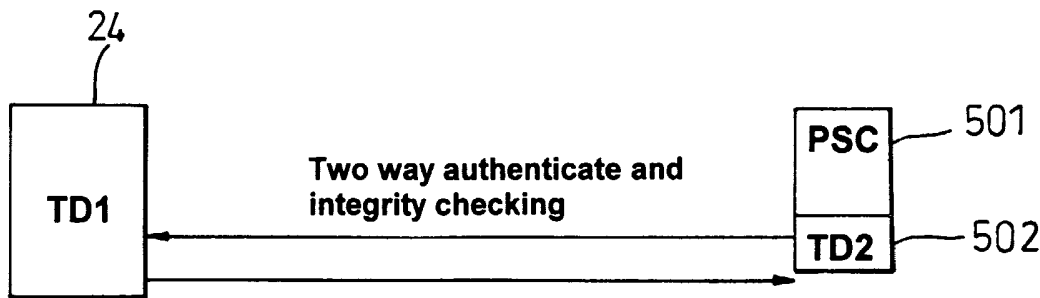 24
PSC
501
Two way authenticate and
integrity checking
TD1
TD2
502